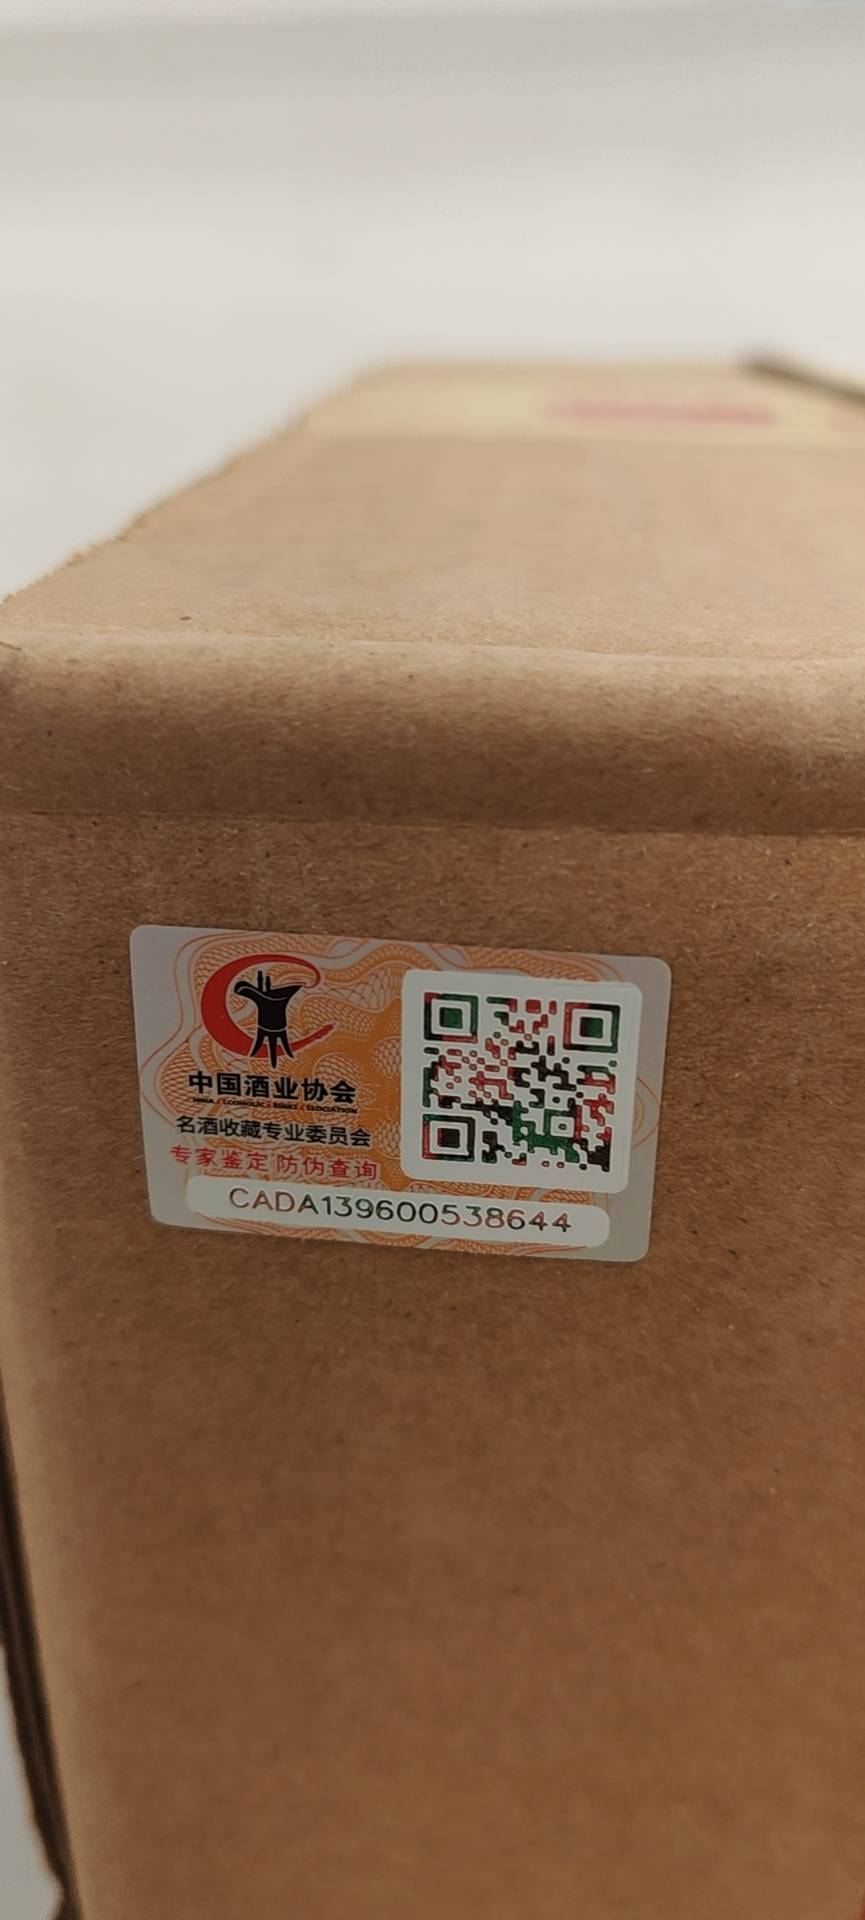 中国酒业协会
名酒收藏专业委员会
专家鉴定 防伪查询
CADA139600538644